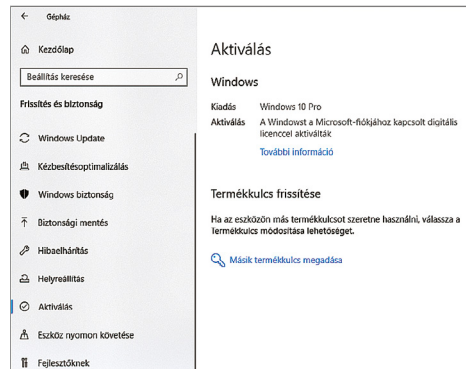 Gépház
Kezdőlap
Beállítás keresése
Frissítés és biztonság
Windows Update
Kézbesítésoptimalizálás
Windows biztonság
Biztonsági mentés
Hibaelhárítás
Helyreállítás
Aktiválás
Eszköz nyomon követése
Fejlesztőknek
Aktiválás
Windows
Kiadás Windows 10 Pro
Aktiválás A Windowst a Microsoft-fiókjához kapcsolt digitális
licenccel aktiválták
További információ
Termékkulcs frissítése
Ha az eszközön más termékkulcsot szeretne használni, válassza a
Termékkulcs módosítása lehetőséget.
Másik termékkulcs megadása